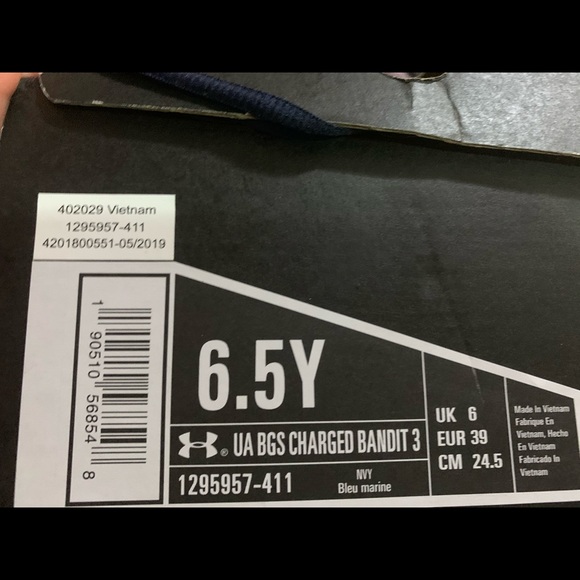 402029 Vietnam
1295957-411
4201800551-05/2019
1 90510 56854 8
6.5Y
® UA BGS CHARGED BANDIT 3
1295957-411
NVY
Bleu marine
UK 6
EUR 39
CM 24.5
Made In Vietnam
Fabrique En
Vietnam, Hecho
En Vietnam
Fabricado In
Vietnam